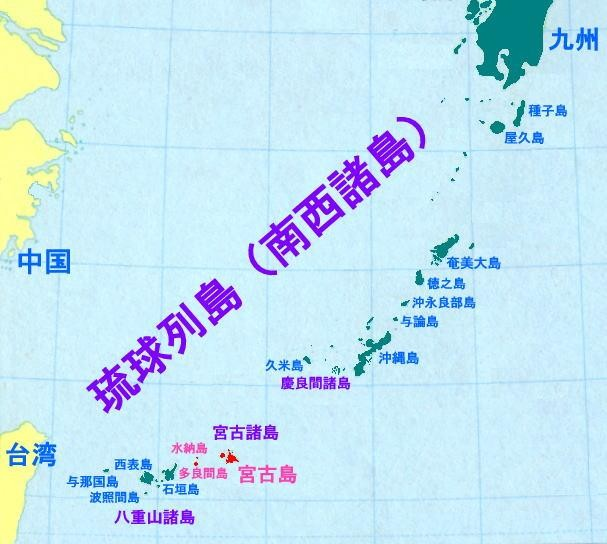 九州
種子島
屋久島
琉球列島（南西諸島）
中国
奄美大島
徳之島
沖永良部島
与論島
沖縄島
久米島
慶良間諸島
宮古諸島
水納島
台湾
西表島
多良間島
宮古島
与那国島
石垣島
波照間島
八重山諸島